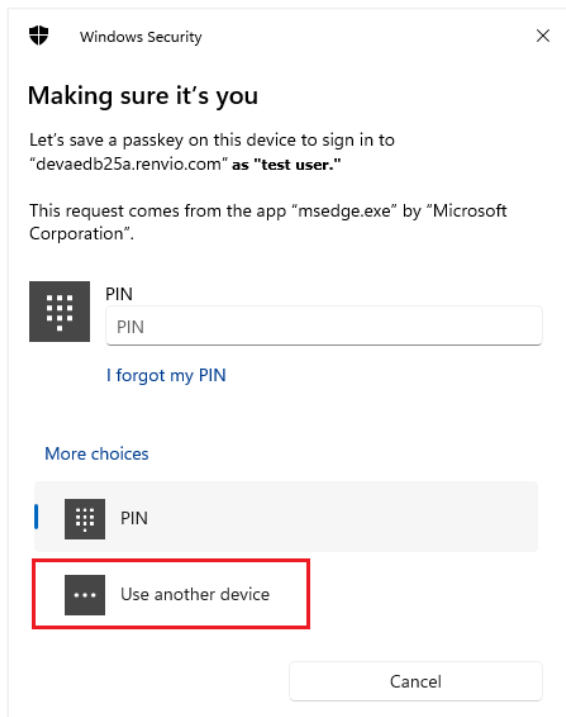 Windows Security
Making sure it's you
Let's save a passkey on this device to sign in to
“devaedb25a.renvio.com” as "test user."
This request comes from the app “msedge.exe” by “Microsoft
Corporation”.
PIN
PIN
I forgot my PIN
More choices
PIN
Use another device
Cancel